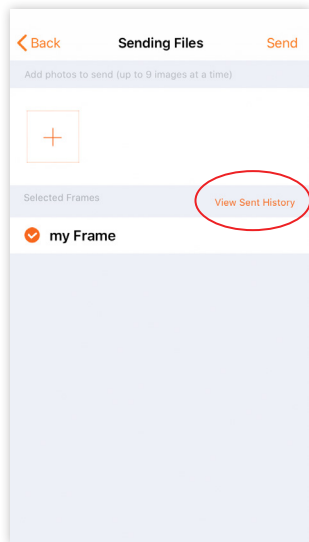 Back Sending Files Send
Add photos to send (up to 9 images at a time)
Selected Frames View Sent History
my Frame